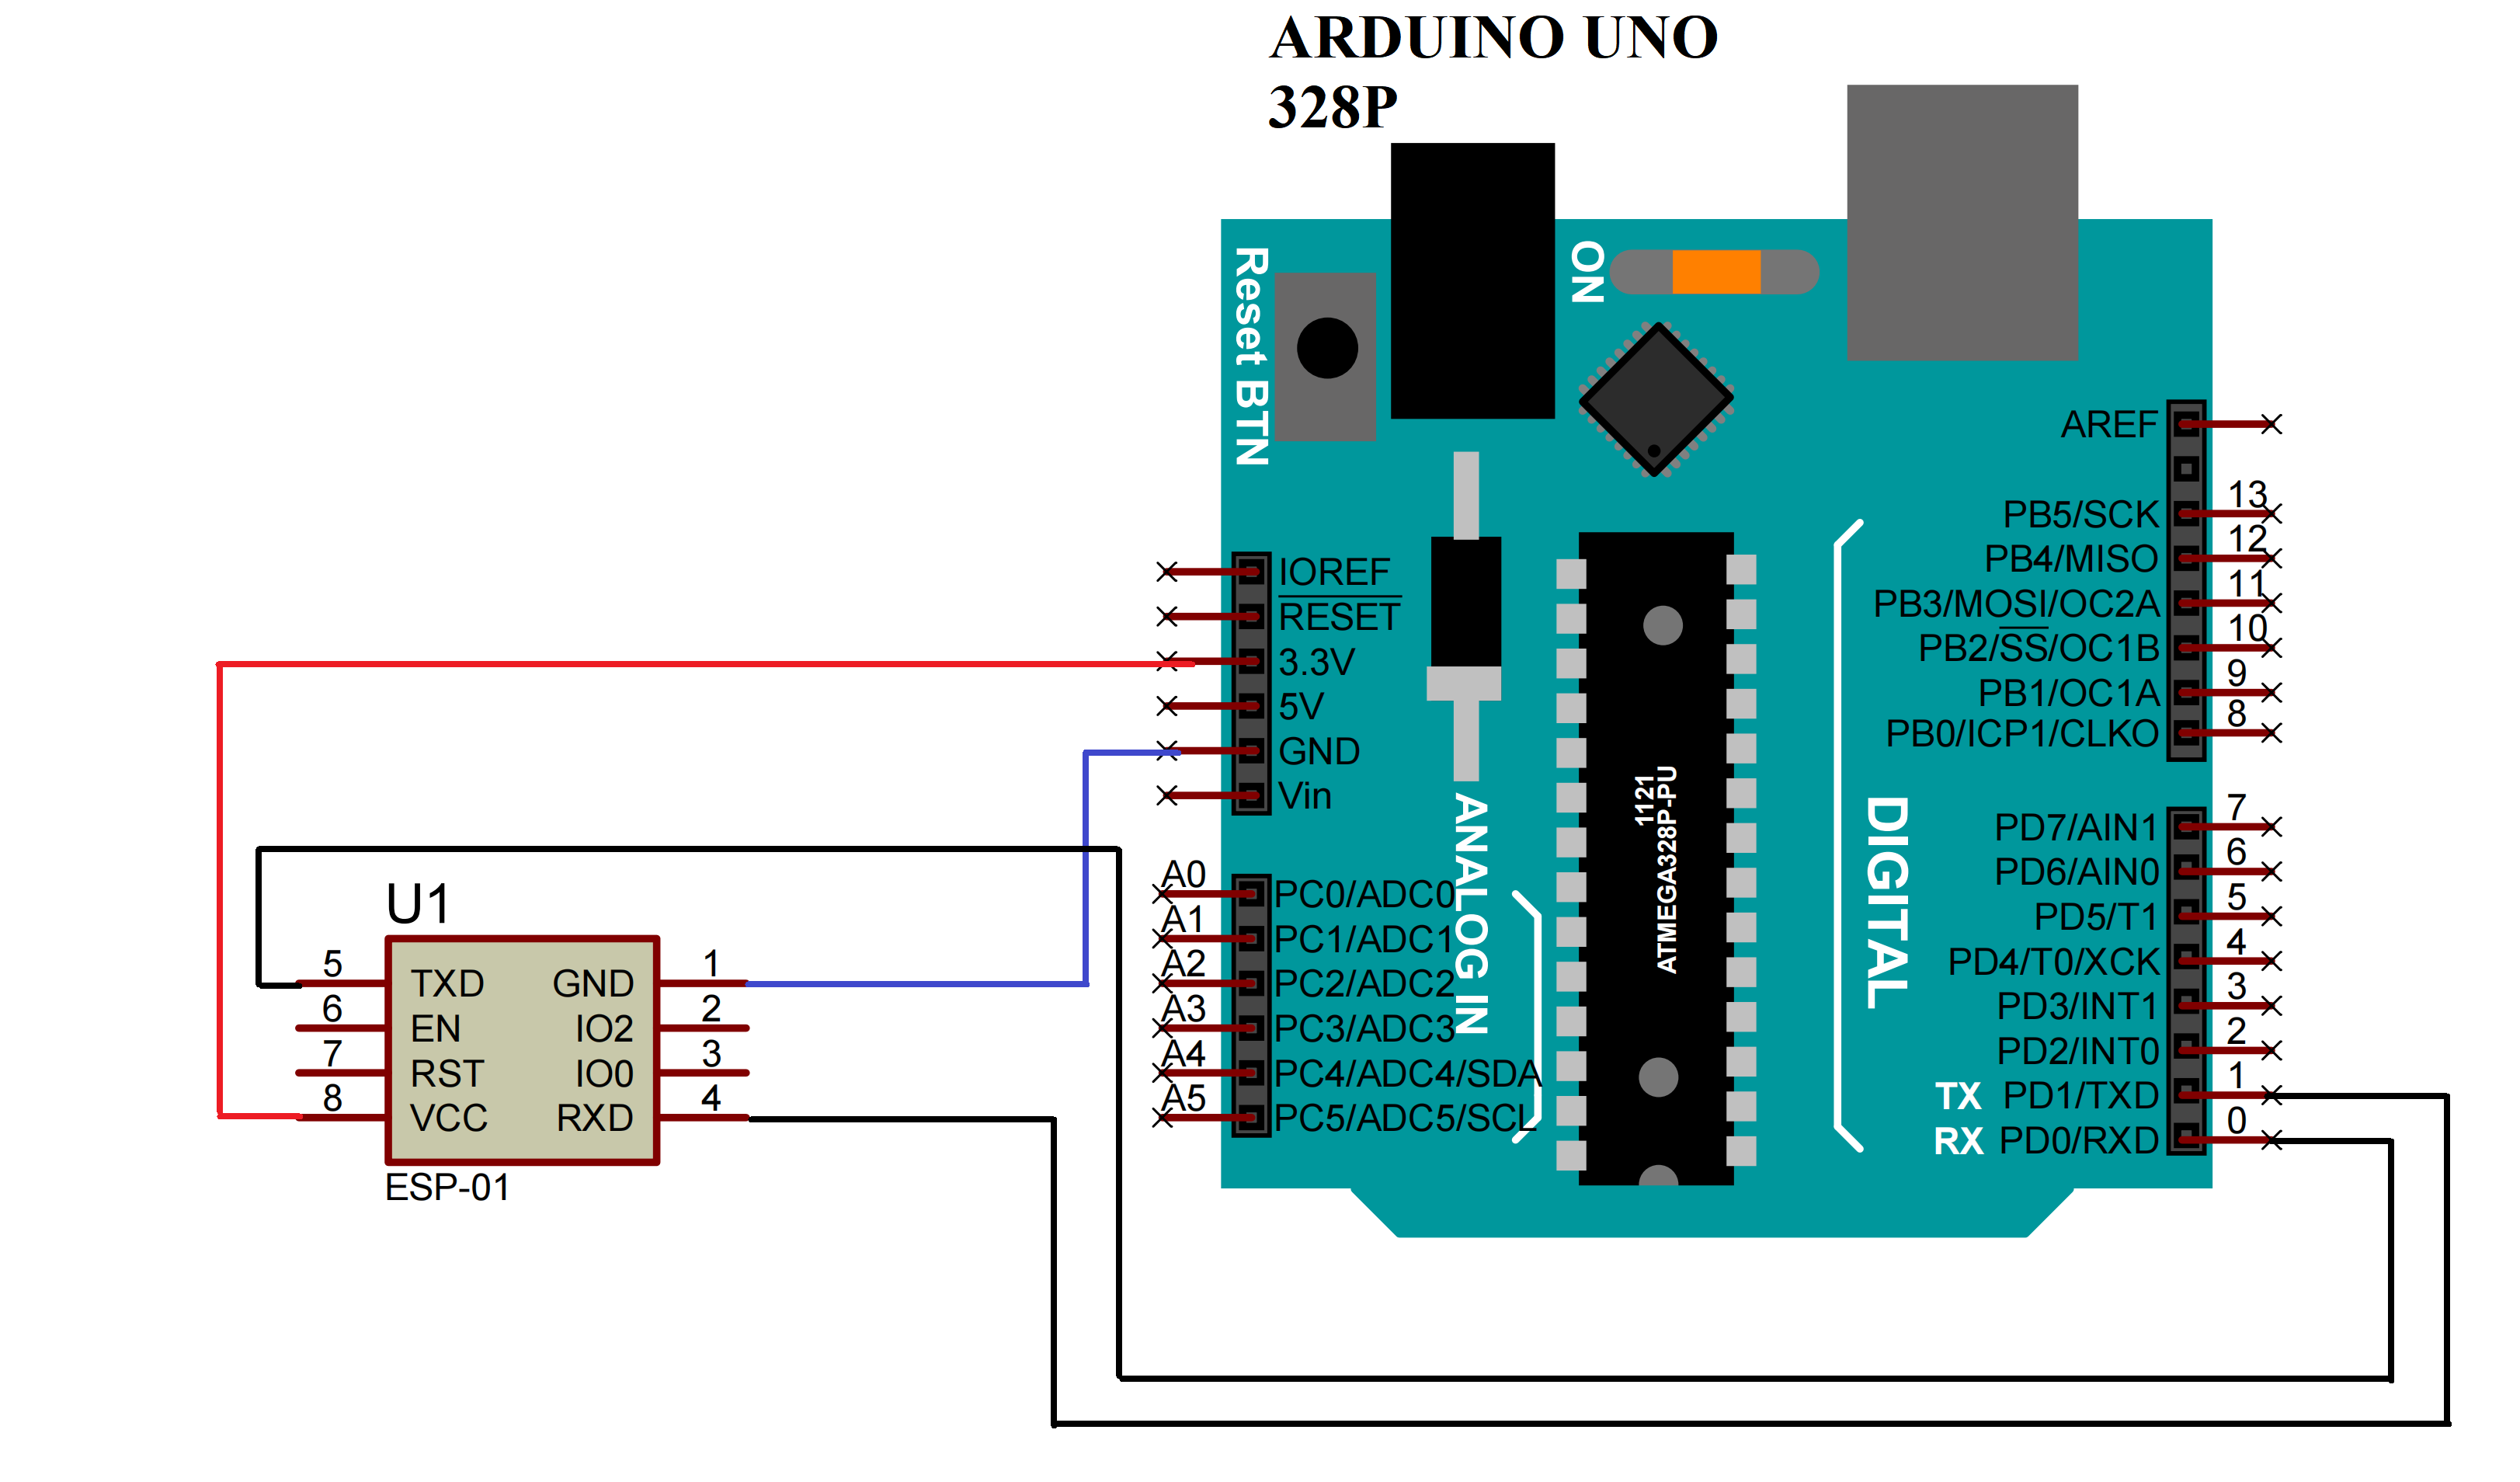 ARDUINO UNO
328P
Reset BTN
ON
IOREF
RESET
3.3V
5V
GND
Vin
A0
PC0/ADC0
A1
PC1/ADC1
A2
PC2/ADC2
A3
PC3/ADC3
A4
PC4/ADC4/SDA
A5
PC5/ADC5/SCL
ANALOG IN
1121
ATMEGA328P-PU
DIGITAL
AREF
13
PB5/SCK
12
PB4/MISO
11
PB3/MOSI/OC2A
10
PB2/SS/OC1B
9
PB1/OC1A
8
PB0/ICP1/CLKO
7
PD7/AIN1
6
PD6/AIN0
5
PD5/T1
4
PD4/T0/XCK
3
PD3/INT1
2
PD2/INT0
1
TX PD1/TXD
0
RX PD0/RXD
U1
5 TXD GND 1
6 EN IO2 2
7 RST IO0 3
8 VCC RXD 4
ESP-01